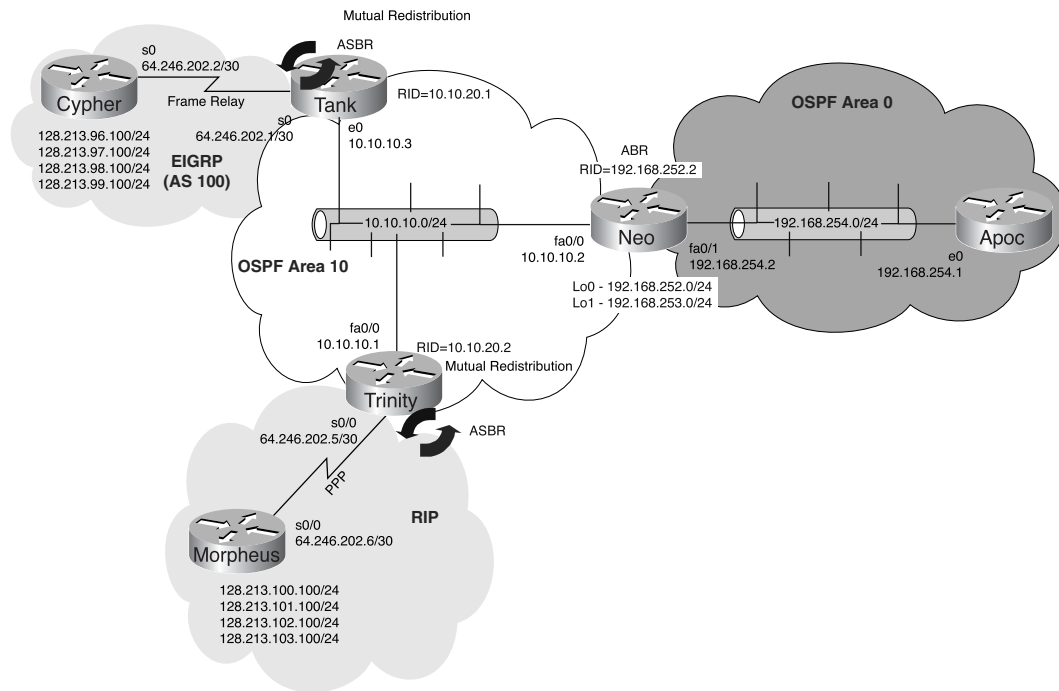 Mutual Redistribution
ASBR
s0
64.246.202.2/30
Cypher
Frame Relay
Tank
RID=10.10.20.1
s0
64.246.202.1/30
e0
10.10.10.3
128.213.96.100/24
128.213.97.100/24
128.213.98.100/24
128.213.99.100/24
EIGRP
(AS 100)
OSPF Area 0
ABR
RID=192.168.252.2
10.10.10.0/24
Neo
192.168.254.0/24
Apoc
fa0/0
10.10.10.2
fa0/1
192.168.254.2
e0
192.168.254.1
OSPF Area 10
Lo0 - 192.168.252.0/24
Lo1 - 192.168.253.0/24
fa0/0
10.10.10.1
RID=10.10.20.2
Mutual Redistribution
Trinity
s0/0
64.246.202.5/30
ASBR
PPP
RIP
s0/0
64.246.202.6/30
Morpheus
128.213.100.100/24
128.213.101.100/24
128.213.102.100/24
128.213.103.100/24